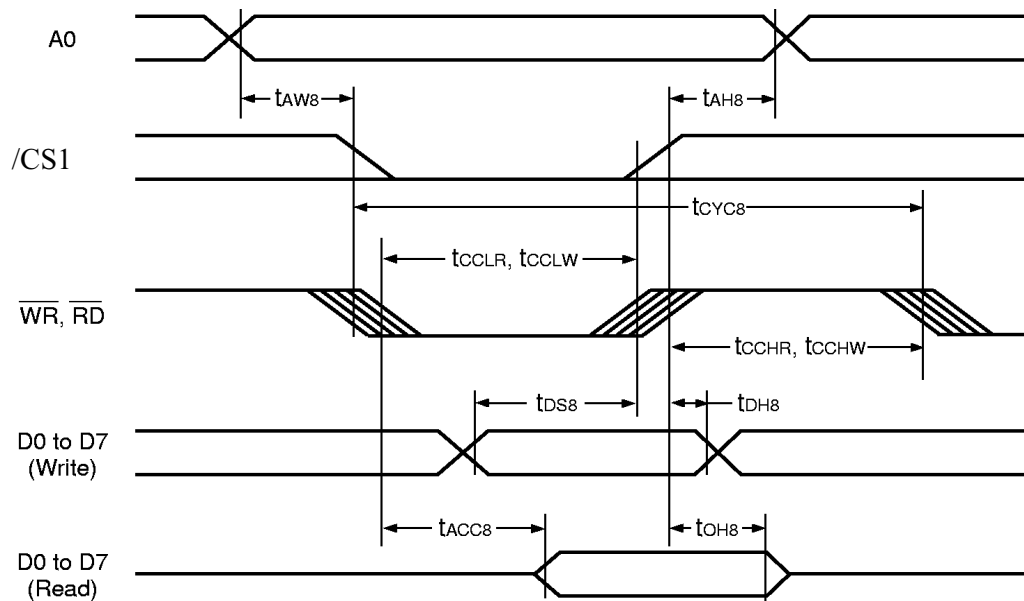 A0
tAW8
tAH8
/CS1
tCYC8
tCCLR, tCCLW
WR, RD
tCCHR, tCCHW
tDS8
tDH8
D0 to D7
(Write)
tACC8
tOH8
D0 to D7
(Read)